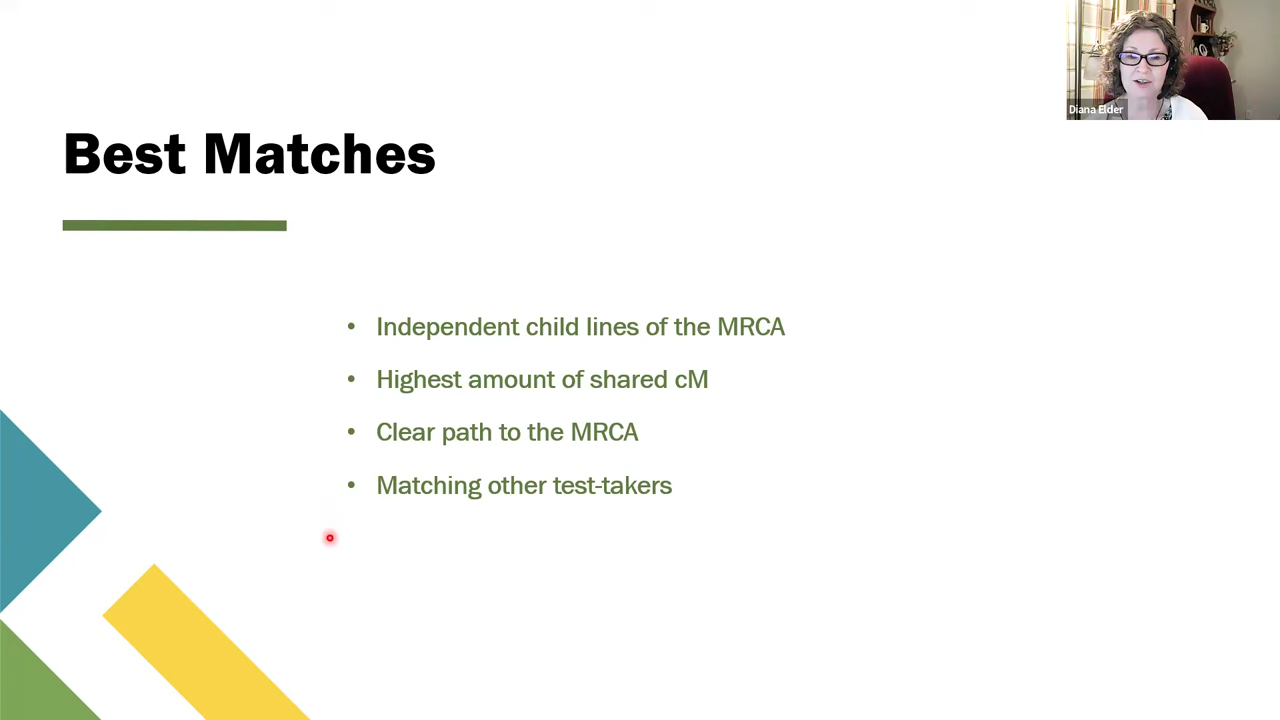 Best Matches
• Independent child lines of the MRCA
• Highest amount of shared cM
• Clear path to the MRCA
• Matching other test-takers
Diana Elder